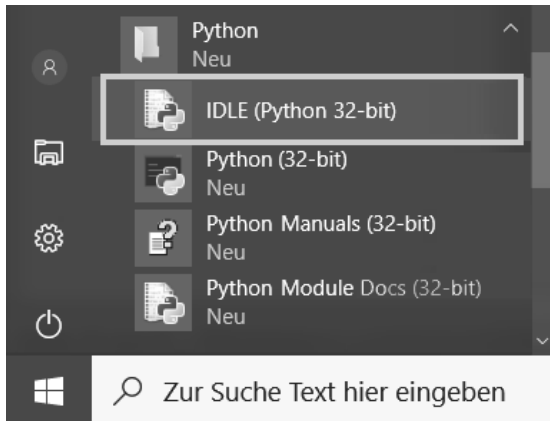 Python
Neu
IDLE (Python 32-bit)
Python (32-bit)
Neu
Python Manuals (32-bit)
Neu
Python Module Docs (32-bit)
Neu
Zur Suche Text hier eingeben